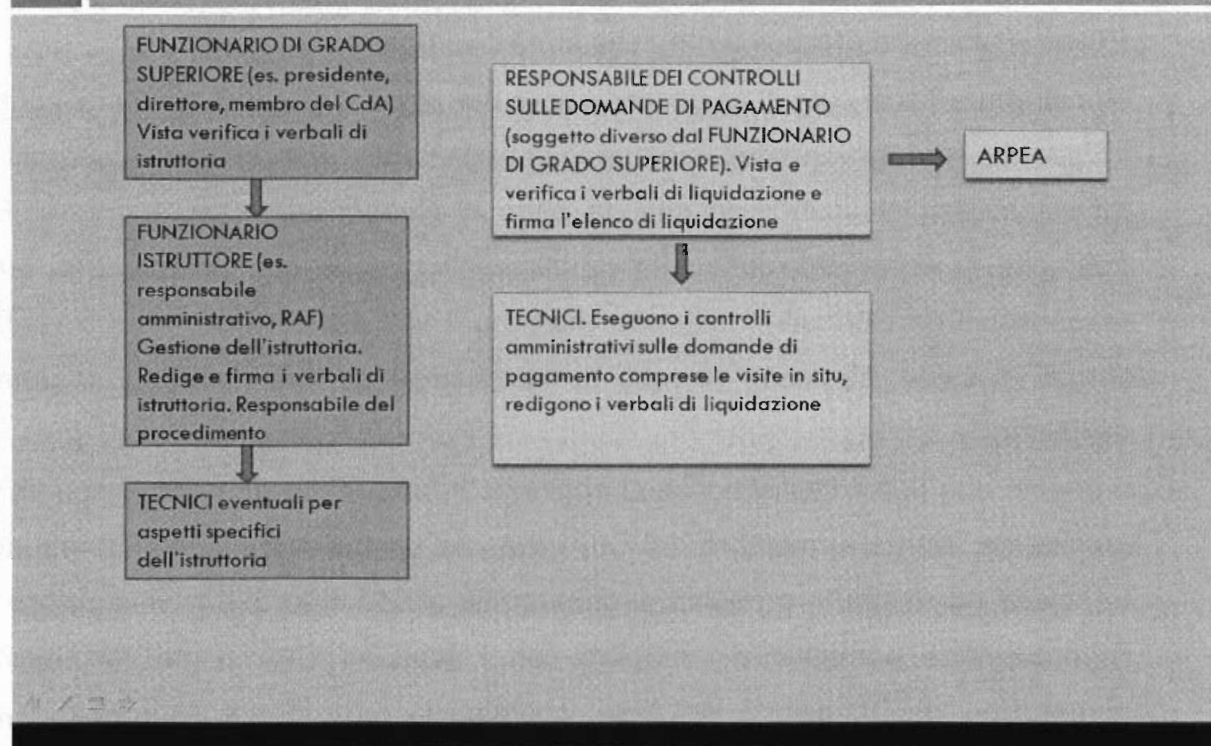 FUNZIONARIO DI GRADO
SUPERIORE (es. presidente,
direttore, membro del CdA)
Vista verifica i verbali di
istruttoria
FUNZIONARIO
ISTRUTTORE (es.
responsabile
amministrativo, RAF)
Gestione dell'istruttoria.
Redige e firma i verbali di
istruttoria. Responsabile del
procedimento
TECNICI eventuali per
aspetti specifici
dell'istruttoria
RESPONSABILE DEI CONTROLLI
SULLE DOMANDE DI PAGAMENTO
(soggetto diverso dal FUNZIONARIO
DI GRADO SUPERIORE). Vista e
verifica i verbali di liquidazione e
firma l'elenco di liquidazione
ARPEA
TECNICI. Eseguono i controlli
amministrativi sulle domande di
pagamento comprese le visite in situ,
redigono i verbali di liquidazione